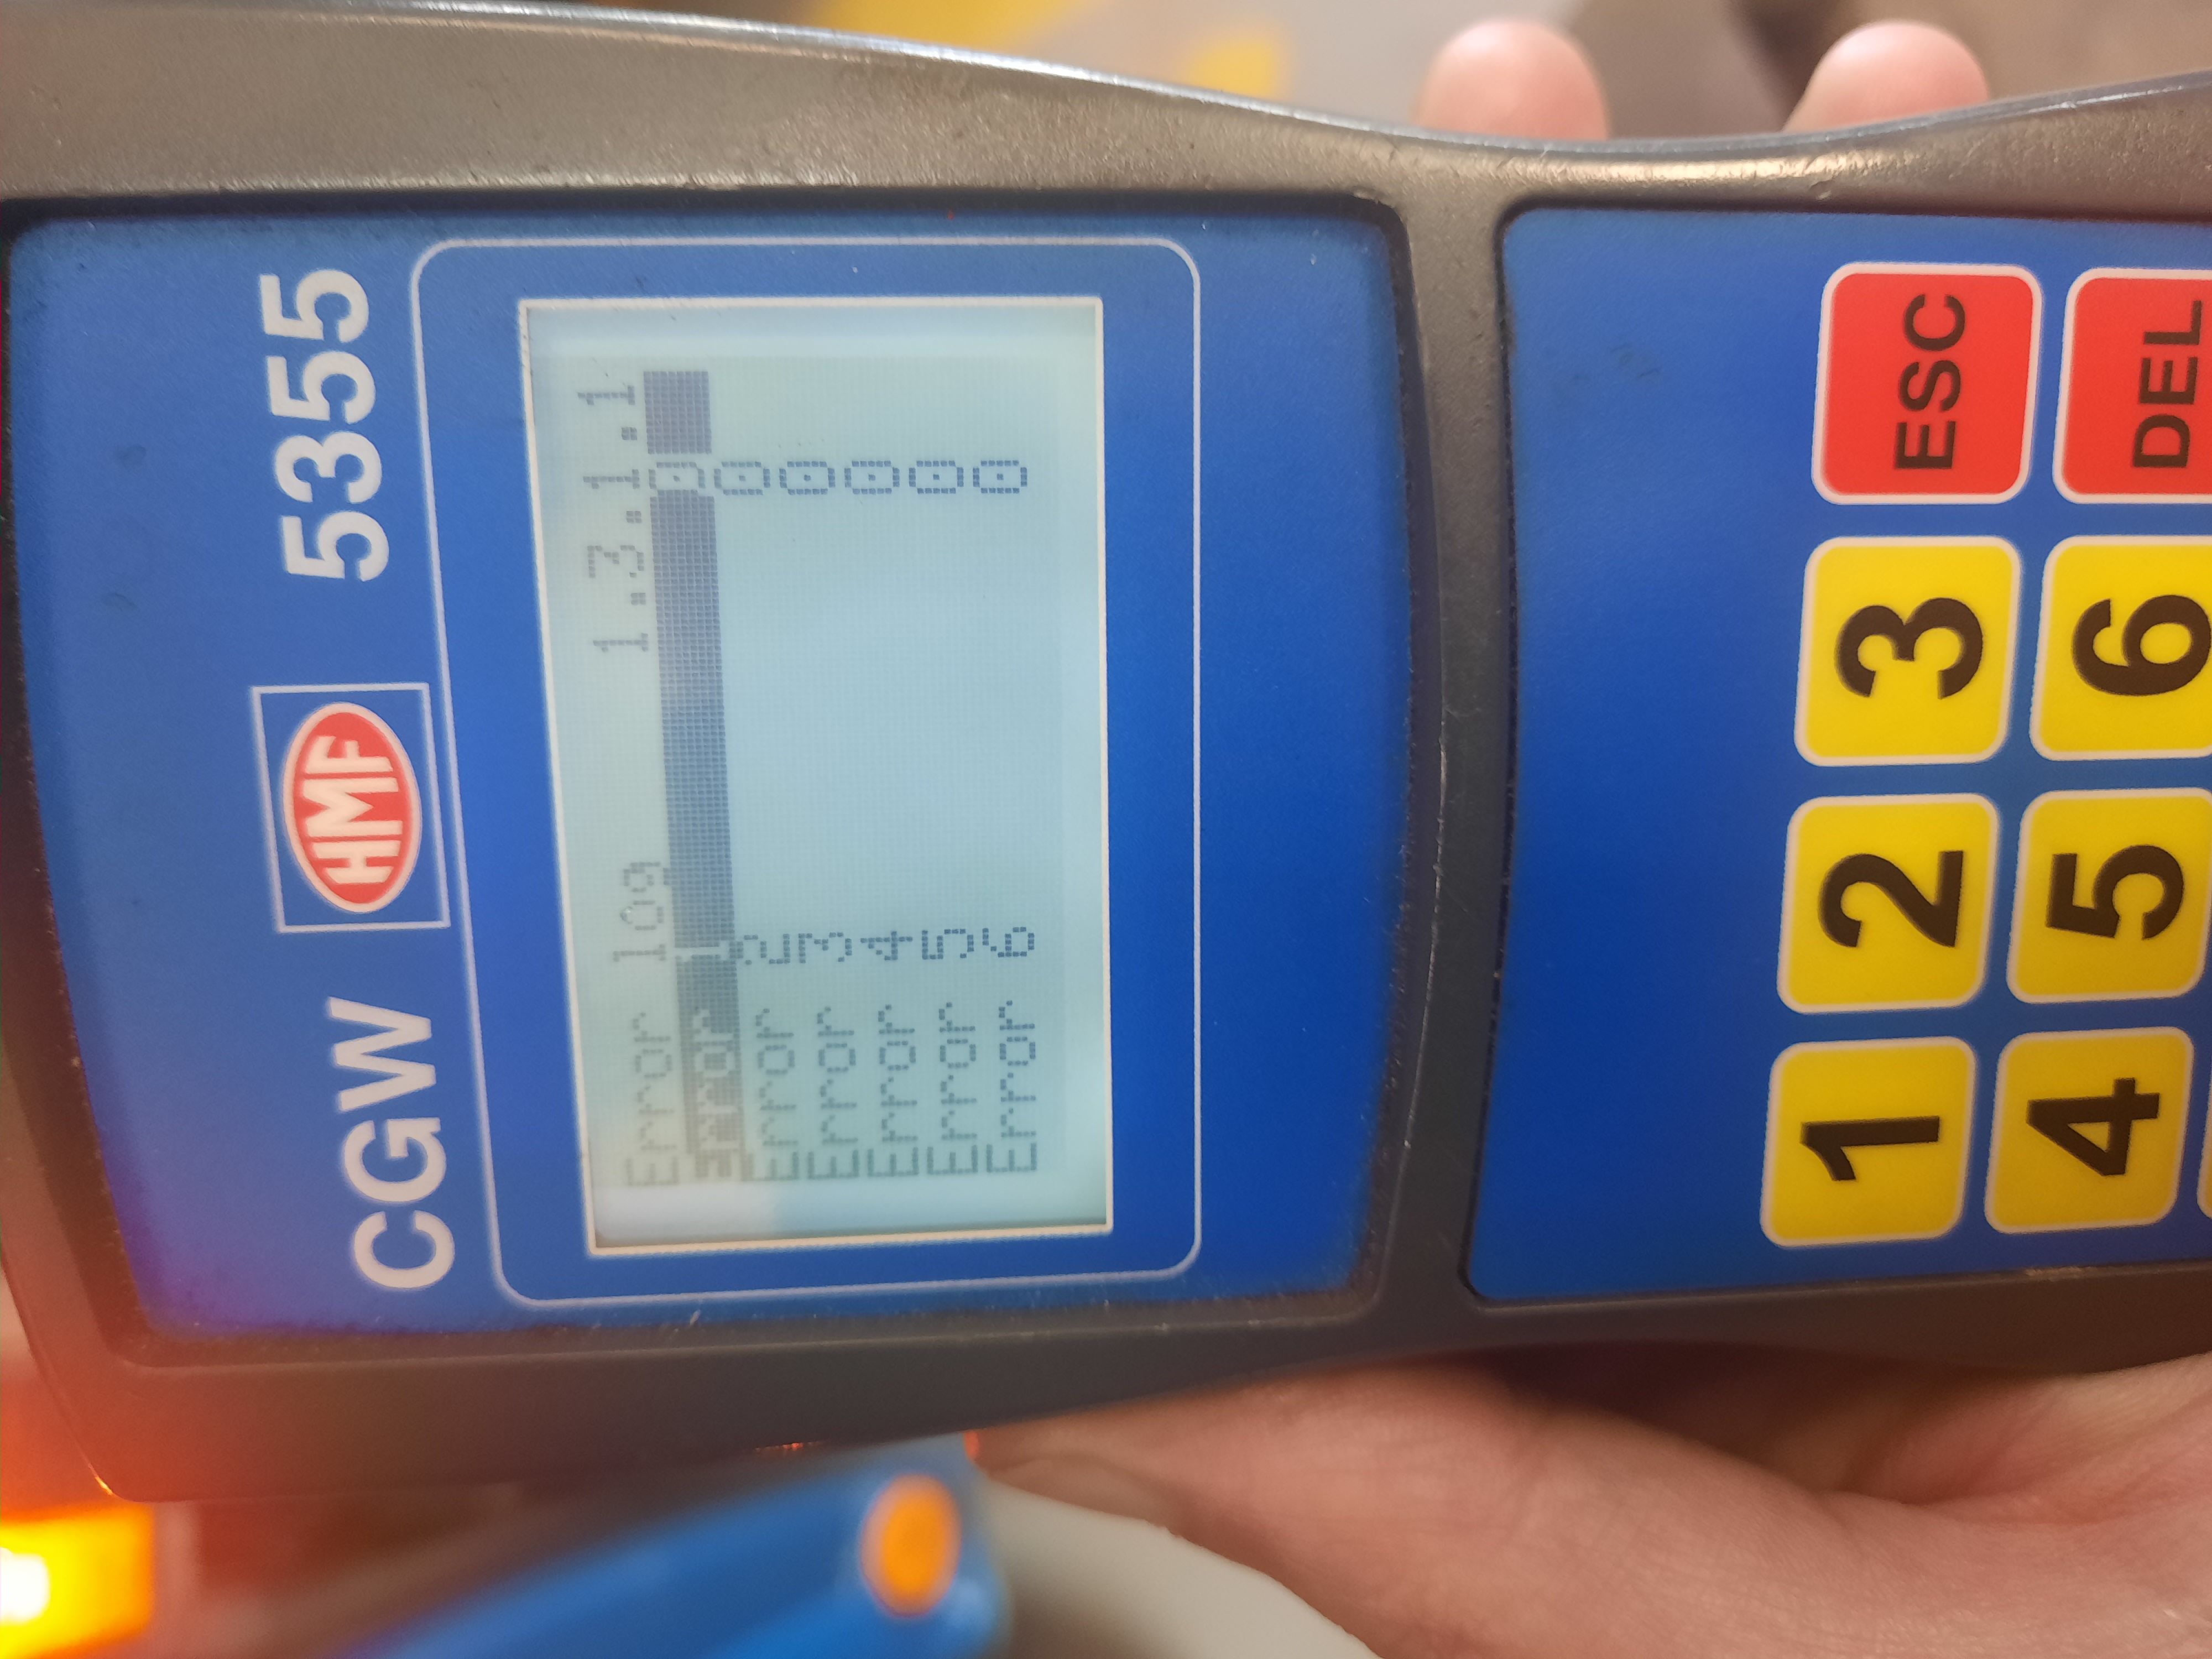 CGW HMF 5355
Error log 1.3.1.1
Error 1 0
Error 2 0
Error 3 0
Error 4 0
Error 5 0
Error 6 0
1 2 3 ESC
4 5 6 DEL